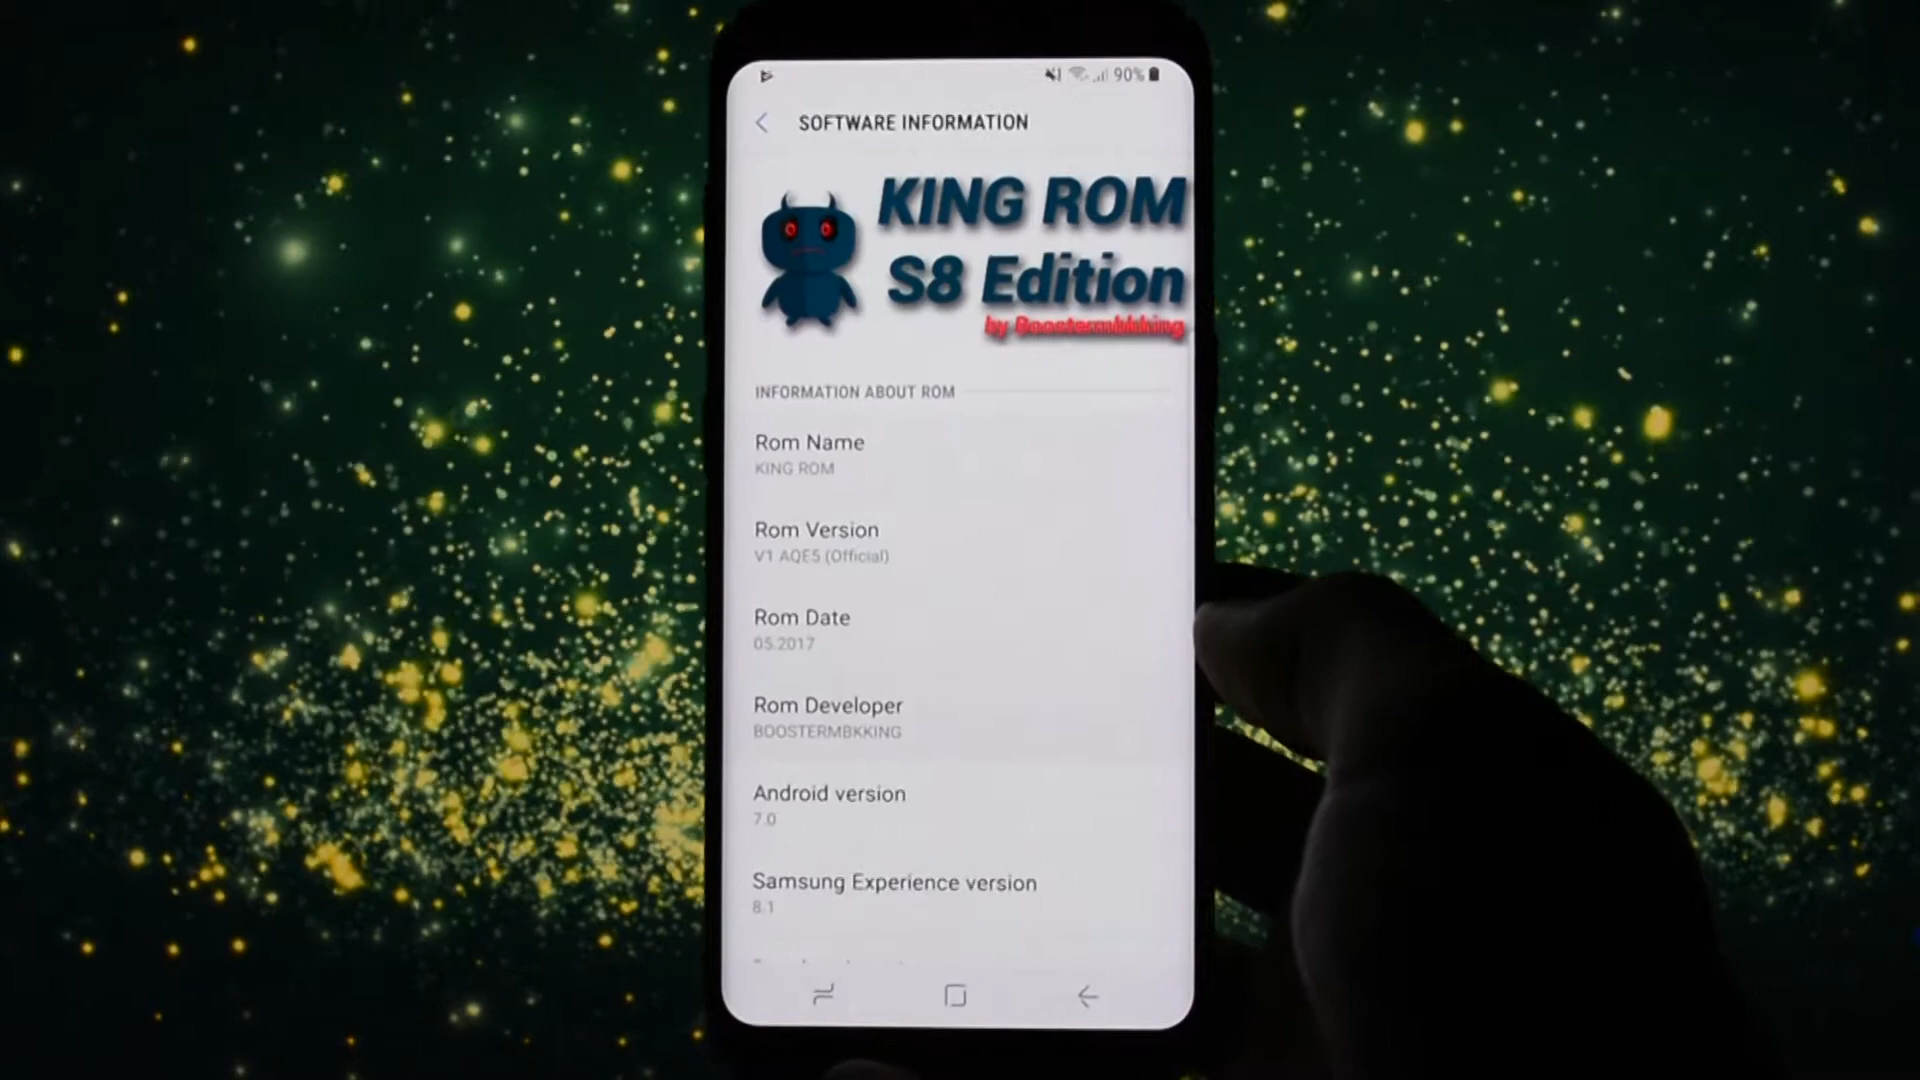 90%
SOFTWARE INFORMATION
KING ROM
S8 Edition
by Boostermbkking
INFORMATION ABOUT ROM
Rom Name
KING ROM
Rom Version
V1 AQE5 (Official)
Rom Date
05.2017
Rom Developer
BOOSTERMBKKING
Android version
7.0
Samsung Experience version
8.1